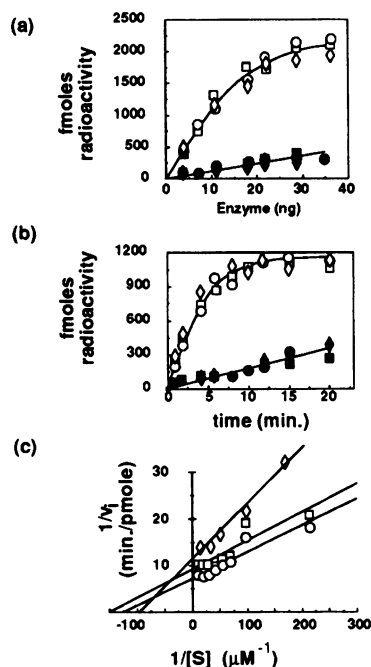 (a)
fmoles
radioactivity
2500
2000
1500
1000
500
0
0 10 20 30 40
Enzyme (ng)
(b)
fmoles
radioactivity
1200
900
600
300
0
0 5 10 15 20
time (min.)
(c)
1/vi
(min./pmole)
30
20
10
-100 0 100 200 300
1/[S] (μM⁻¹)